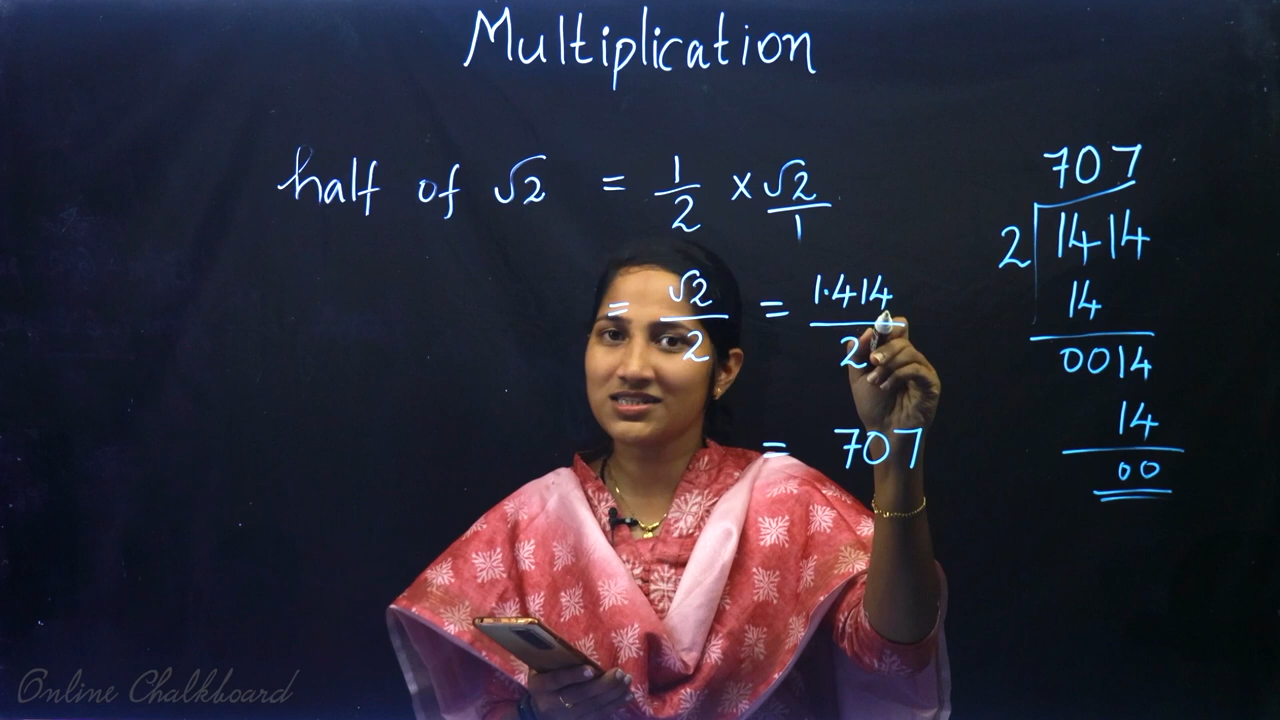 Multiplication
half of √2 = 1/2 × √2/1
= √2/2 = 1.414/2
= 707
707
2 1414
14
0014
14
00
Online Chalkboard